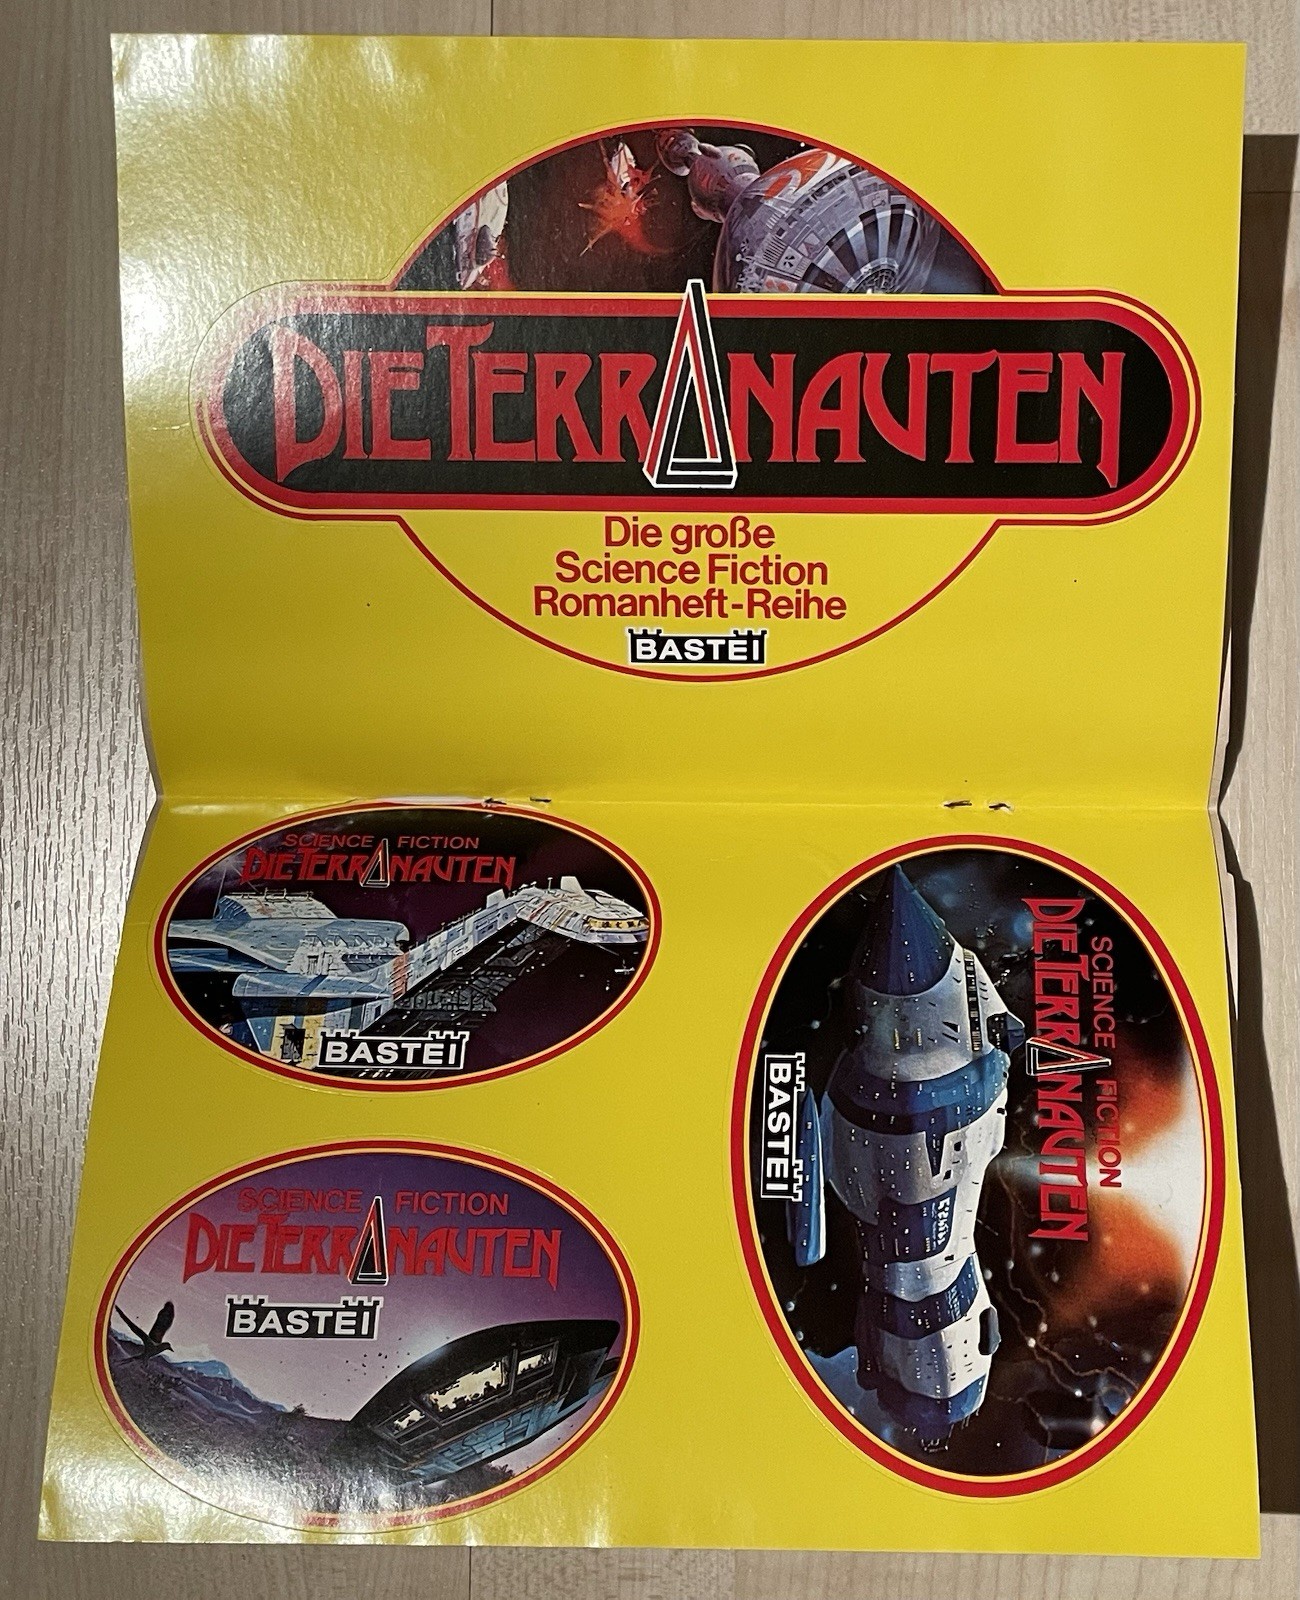 DIE TERRANAUTEN
Die große
Science Fiction
Romanheft-Reihe
BASTEI
SCIENCE FICTION
DIE TERRANAUTEN
BASTEI
SCIENCE FICTION
DIE TERRANAUTEN
BASTEI
SCIENCE FICTION
DIE TERRANAUTEN
BASTEI